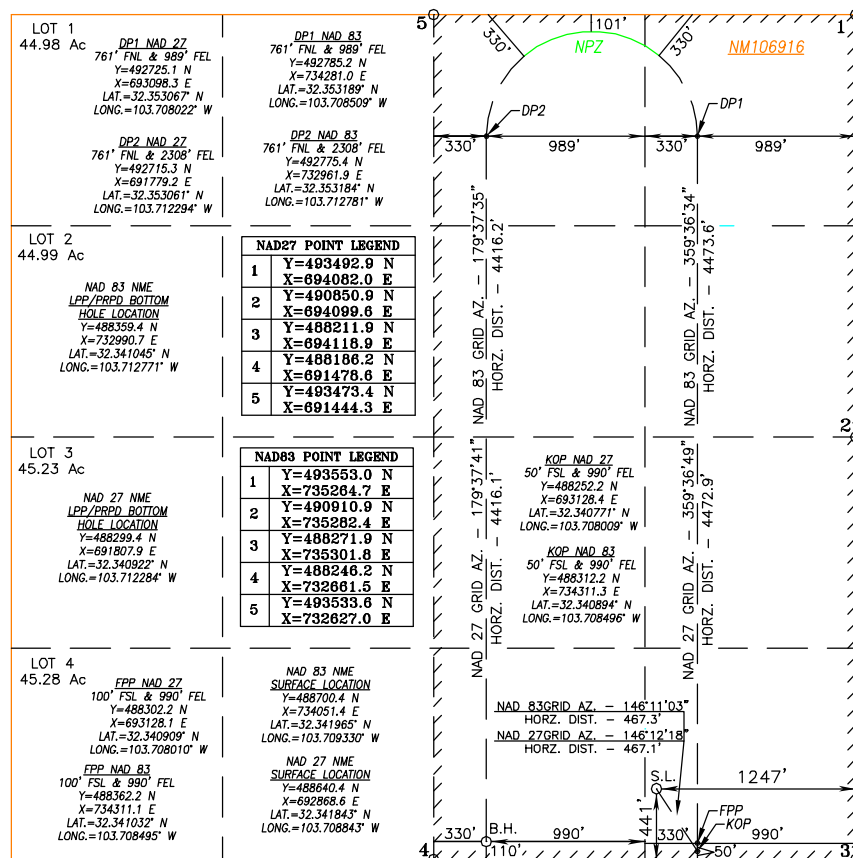 LOT 1
44.98 Ac
DP1 NAD 27
761' FNL & 989' FEL
Y=492725.1 N
X=693098.3 E
LAT.=32.353067° N
LONG.=103.708022° W
DP1 NAD 83
761' FNL & 989' FEL
Y=492785.2 N
X=734281.0 E
LAT.=32.353189° N
LONG.=103.708509° W
DP2 NAD 27
761' FNL & 2308' FEL
Y=492715.3 N
X=691779.2 E
LAT.=32.353061° N
LONG.=103.712294° W
DP2 NAD 83
761' FNL & 2308' FEL
Y=492775.4 N
X=732961.9 E
LAT.=32.353184° N
LONG.=103.712781° W
5
330'
101'
NPZ
330'
NM106916
1
DP2
DP1
330'
989'
330'
989'
LOT 2
44.99 Ac
NAD 83 NME
LPP/PRPD BOTTOM
HOLE LOCATION
Y=488359.4 N
X=732990.7 E
LAT.=32.341045° N
LONG.=103.712771° W
NAD27 POINT LEGEND
1 Y=493492.9 N
X=694082.0 E
2 Y=490850.9 N
X=694099.6 E
3 Y=488211.9 N
X=694118.9 E
4 Y=488186.2 N
X=691478.6 E
5 Y=493473.4 N
X=691444.3 E
NAD 83 GRID AZ. - 179°37'35"
HORZ. DIST. - 4416.2'
NAD 83 GRID AZ. - 359°36'34"
HORZ. DIST. - 4473.6'
2
LOT 3
45.23 Ac
NAD 27 NME
LPP/PRPD BOTTOM
HOLE LOCATION
Y=488299.4 N
X=691807.9 E
LAT.=32.340922° N
LONG.=103.712284° W
NAD83 POINT LEGEND
1 Y=493553.0 N
X=735264.7 E
2 Y=490910.9 N
X=735282.4 E
3 Y=488271.9 N
X=735301.8 E
4 Y=488246.2 N
X=732661.5 E
5 Y=493533.6 N
X=732627.0 E
NAD 27 GRID AZ. - 179°37'41"
HORZ. DIST. - 4416.1'
KOP NAD 27
50' FSL & 990' FEL
Y=488252.2 N
X=693128.4 E
LAT.=32.340771° N
LONG.=103.708009° W
KOP NAD 83
50' FSL & 990' FEL
Y=488312.2 N
X=734311.3 E
LAT.=32.340894° N
LONG.=103.708496° W
NAD 27 GRID AZ. - 359°36'49"
HORZ. DIST. - 4472.9'
LOT 4
45.28 Ac
FPP NAD 27
100' FSL & 990' FEL
Y=488302.2 N
X=693128.1 E
LAT.=32.340909° N
LONG.=103.708010° W
FPP NAD 83
100' FSL & 990' FEL
Y=488362.2 N
X=734311.1 E
LAT.=32.341032° N
LONG.=103.708495° W
NAD 83 NME
SURFACE LOCATION
Y=488700.4 N
X=734051.4 E
LAT.=32.341965° N
LONG.=103.709330° W
NAD 27 NME
SURFACE LOCATION
Y=488640.4 N
X=692868.6 E
LAT.=32.341843° N
LONG.=103.708843° W
NAD 83GRID AZ. - 146°11'03"
HORZ. DIST. - 467.3'
NAD 27GRID AZ. - 146°12'18"
HORZ. DIST. - 467.1'
S.L.
1247'
441'
FPP
KOP
B.H.
4
330'
990'
330'
990'
110'
50'
3